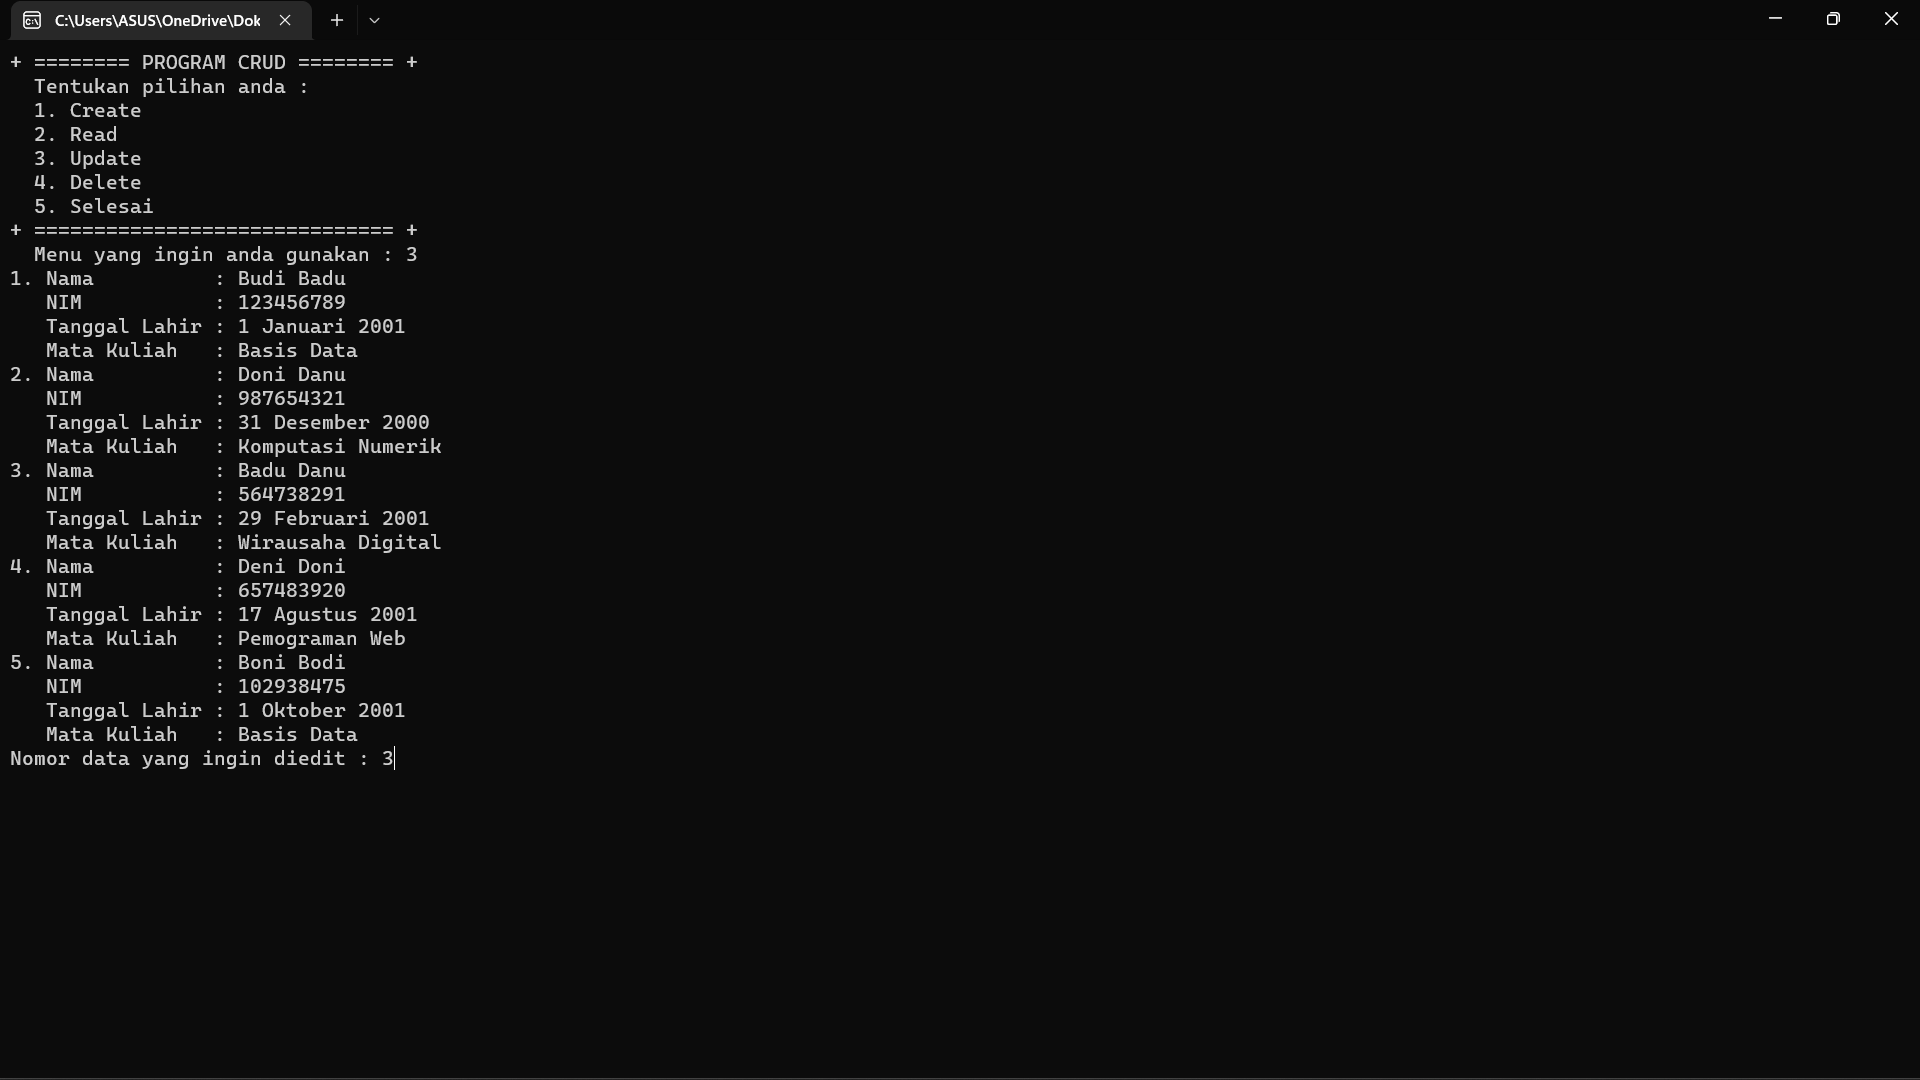 C:\Users\ASUS\OneDrive\Dok
+ ======== PROGRAM CRUD ======== +
  Tentukan pilihan anda :
  1. Create
  2. Read
  3. Update
  4. Delete
  5. Selesai
+ ============================== +
  Menu yang ingin anda gunakan : 3
1. Nama          : Budi Badu
   NIM           : 123456789
   Tanggal Lahir : 1 Januari 2001
   Mata Kuliah   : Basis Data
2. Nama          : Doni Danu
   NIM           : 987654321
   Tanggal Lahir : 31 Desember 2000
   Mata Kuliah   : Komputasi Numerik
3. Nama          : Badu Danu
   NIM           : 564738291
   Tanggal Lahir : 29 Februari 2001
   Mata Kuliah   : Wirausaha Digital
4. Nama          : Deni Doni
   NIM           : 657483920
   Tanggal Lahir : 17 Agustus 2001
   Mata Kuliah   : Pemograman Web
5. Nama          : Boni Bodi
   NIM           : 102938475
   Tanggal Lahir : 1 Oktober 2001
   Mata Kuliah   : Basis Data
Nomor data yang ingin diedit : 3